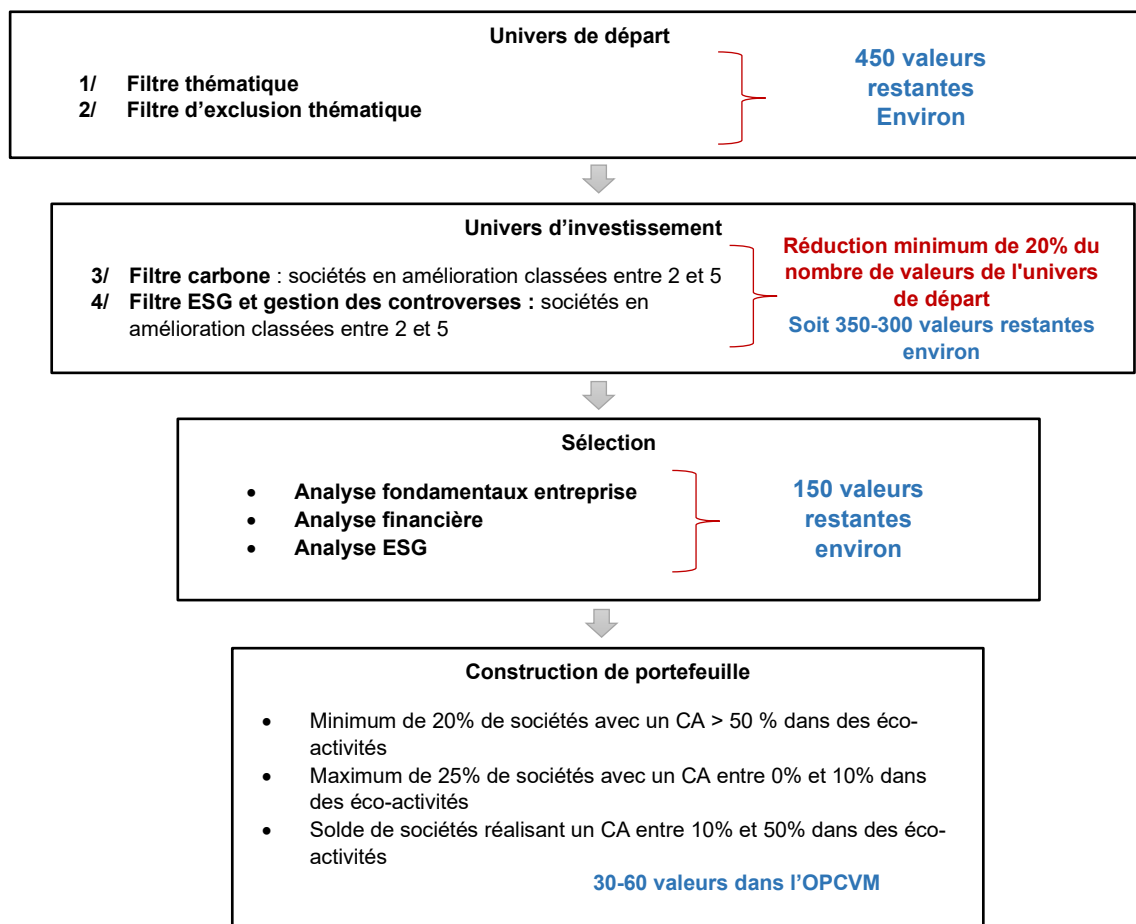 Univers de départ
1/ Filtre thématique
2/ Filtre d'exclusion thématique
450 valeurs
restantes
Environ
Univers d'investissement
3/ Filtre carbone : sociétés en amélioration classées entre 2 et 5
4/ Filtre ESG et gestion des controverses : sociétés en
amélioration classées entre 2 et 5
Réduction minimum de 20% du
nombre de valeurs de l'univers
de départ
Soit 350-300 valeurs restantes
environ
Sélection
• Analyse fondamentaux entreprise
• Analyse financière
• Analyse ESG
150 valeurs
restantes
environ
Construction de portefeuille
• Minimum de 20% de sociétés avec un CA > 50 % dans des éco-
activités
• Maximum de 25% de sociétés avec un CA entre 0% et 10% dans
des éco-activités
• Solde de sociétés réalisant un CA entre 10% et 50% dans des éco-
activités
30-60 valeurs dans l'OPCVM